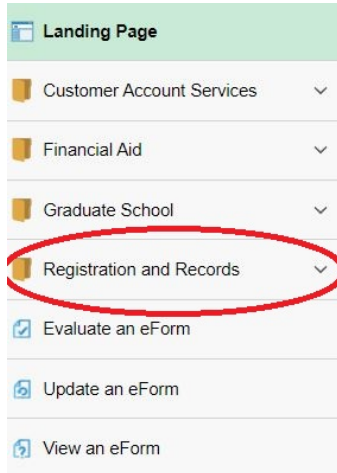 Landing Page
Customer Account Services
Financial Aid
Graduate School
Registration and Records
Evaluate an eForm
Update an eForm
View an eForm